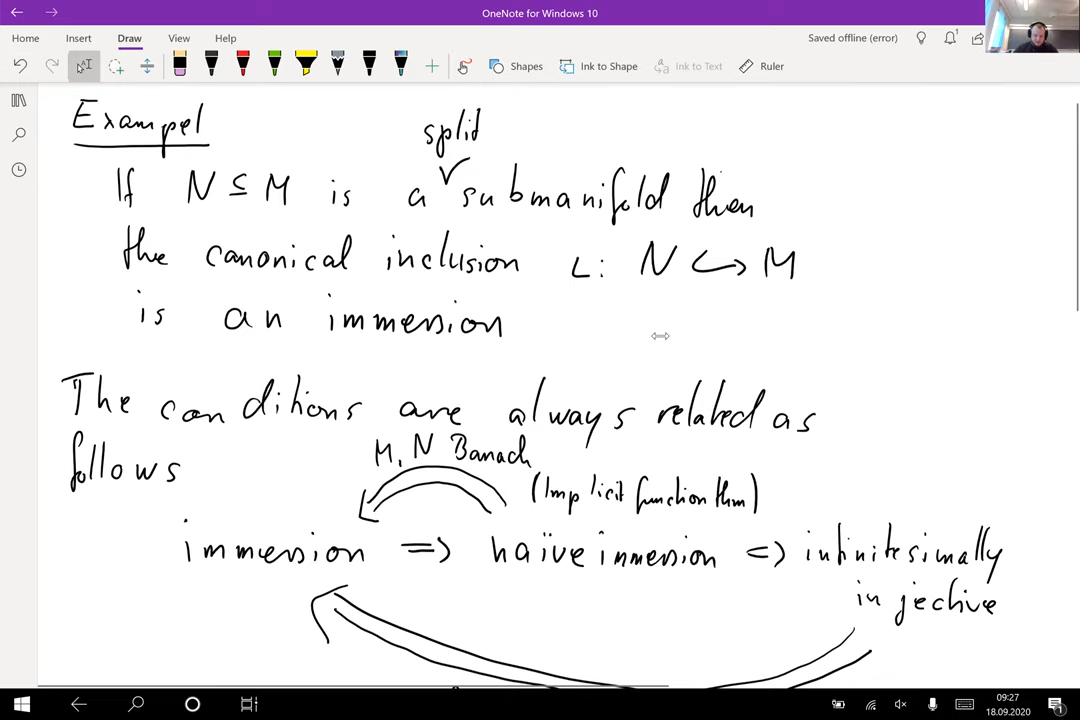 OneNote for Windows 10
Home Insert Draw View Help
Saved offline (error)
Shapes Ink to Shape Ink to Text Ruler
Exampel
split
If N ⊆ M is a submanifold then
the canonical inclusion ι: N ↪ M
is an immersion
The conditions are always related as
follows
M, N Banach
(Implicit function thm)
immersion => naïve immersion => infinitesimally
injective
09:27
18.09.2020